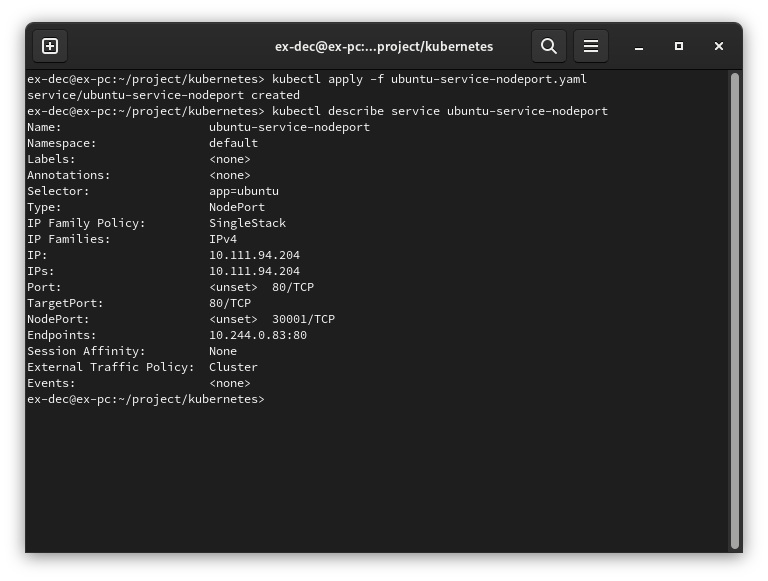 ex-dec@ex-pc:~/project/kubernetes
ex-dec@ex-pc:~/project/kubernetes> kubectl apply -f ubuntu-service-nodeport.yaml
service/ubuntu-service-nodeport created
ex-dec@ex-pc:~/project/kubernetes> kubectl describe service ubuntu-service-nodeport
Name:                     ubuntu-service-nodeport
Namespace:                default
Labels:                   <none>
Annotations:              <none>
Selector:                 app=ubuntu
Type:                     NodePort
IP Family Policy:         SingleStack
IP Families:              IPv4
IP:                       10.111.94.204
IPs:                      10.111.94.204
Port:                     <unset>  80/TCP
TargetPort:               80/TCP
NodePort:                 <unset>  30001/TCP
Endpoints:                10.244.0.83:80
Session Affinity:         None
External Traffic Policy:  Cluster
Events:                   <none>
ex-dec@ex-pc:~/project/kubernetes>